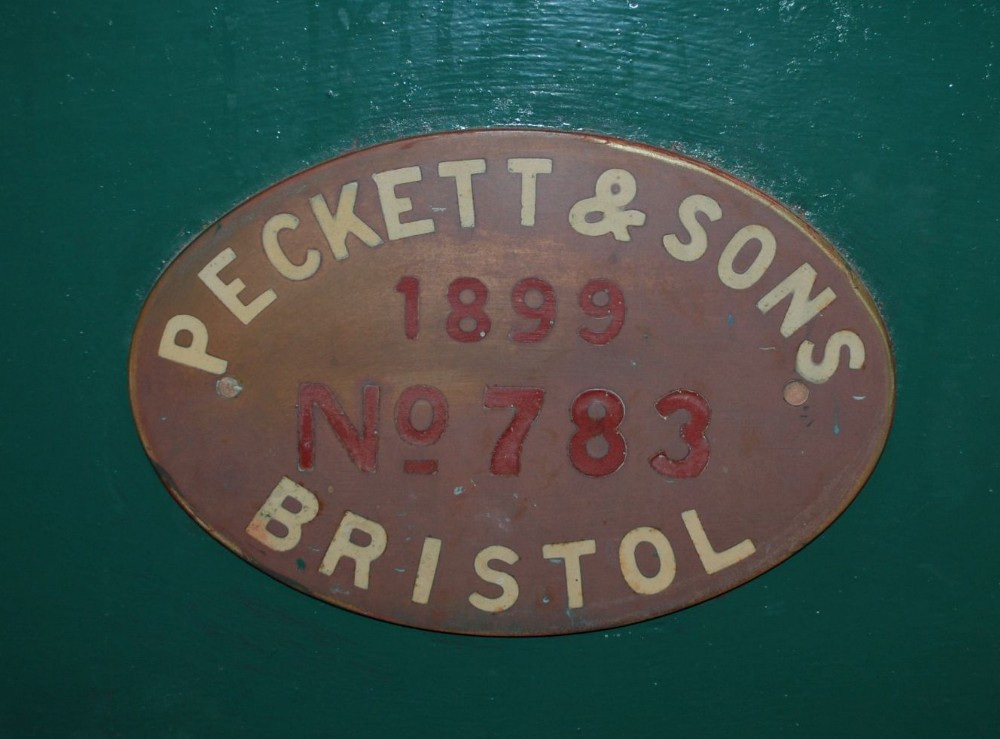 PECKETT & SONS
1899
Nº 783
BRISTOL